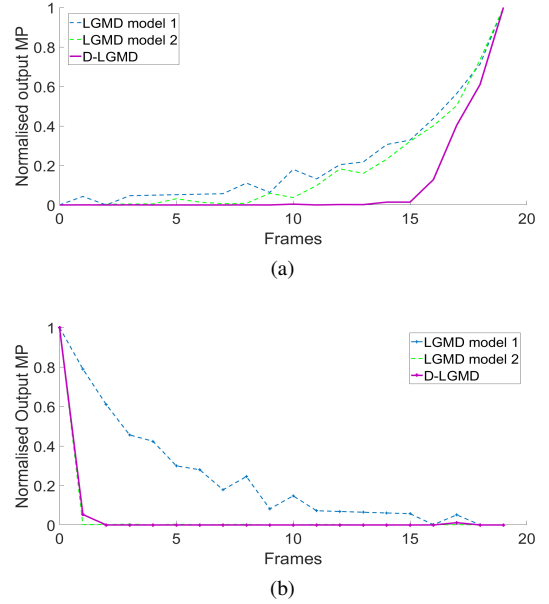 Normalised output MP
1
0.8
0.6
0.4
0.2
0
LGMD model 1
LGMD model 2
D-LGMD
0 5 10 15 20
Frames
(a)
Normalised Output MP
1
0.8
0.6
0.4
0.2
0
LGMD model 1
LGMD model 2
D-LGMD
0 5 10 15 20
Frames
(b)